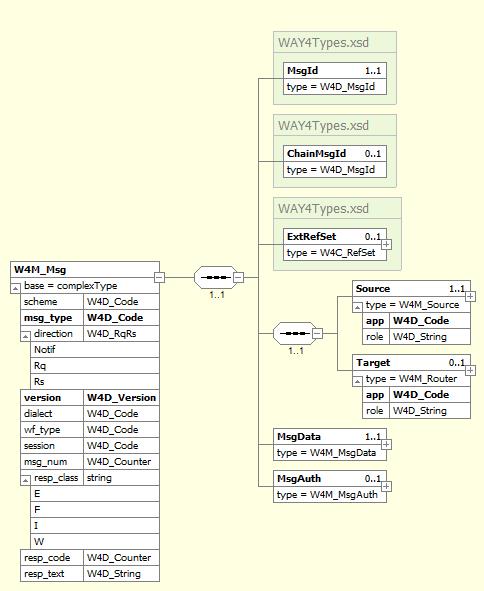 WAY4Types.xsd
MsgId 1..1
type = W4D_MsgId
WAY4Types.xsd
ChainMsgId 0..1
type = W4D_MsgId
WAY4Types.xsd
ExtRefSet 0..1
type = W4C_RefSet
W4M_Msg
base = complexType
scheme W4D_Code
msg_type W4D_Code
direction W4D_RqRs
Notif
Rq
Rs
version W4D_Version
dialect W4D_Code
wf_type W4D_Code
session W4D_Code
msg_num W4D_Counter
resp_class string
E
F
I
W
resp_code W4D_Counter
resp_text W4D_String
1..1
1..1
Source 1..1
type = W4M_Source
app W4D_Code
role W4D_String
Target 0..1
type = W4M_Router
app W4D_Code
role W4D_String
MsgData 1..1
type = W4M_MsgData
MsgAuth 0..1
type = W4M_MsgAuth